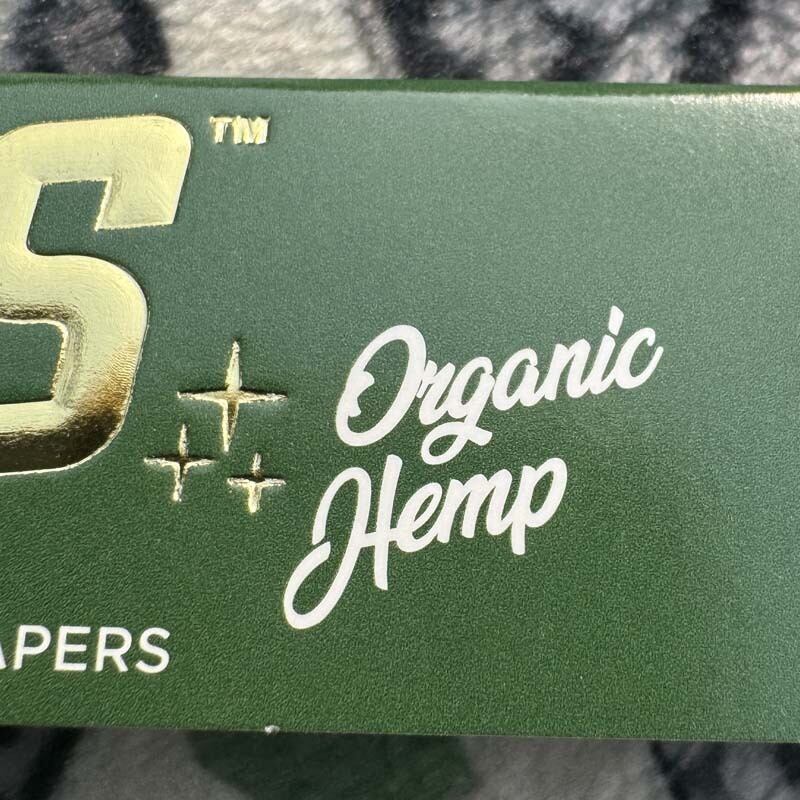 S™
Organic
Hemp
APERS